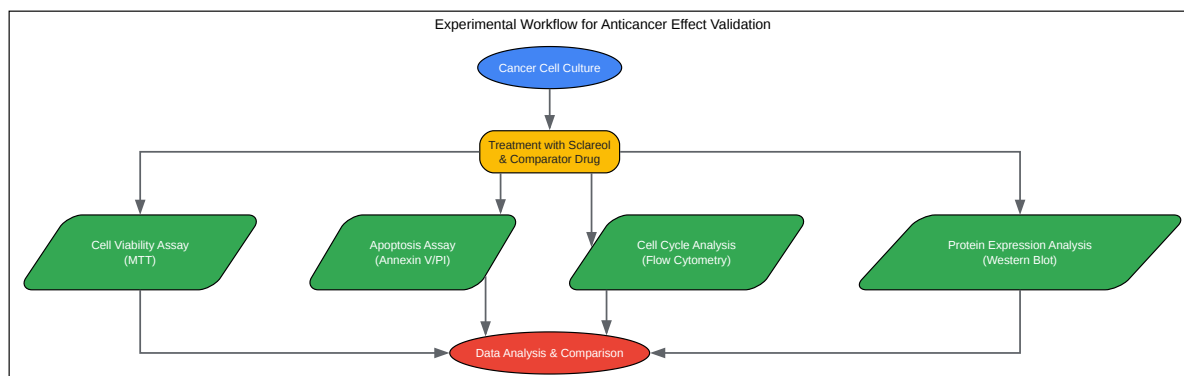 Experimental Workflow for Anticancer Effect Validation
Cancer Cell Culture
Treatment with Sclareol
& Comparator Drug
Cell Viability Assay
(MTT)
Apoptosis Assay
(Annexin V/PI)
Cell Cycle Analysis
(Flow Cytometry)
Protein Expression Analysis
(Western Blot)
Data Analysis & Comparison